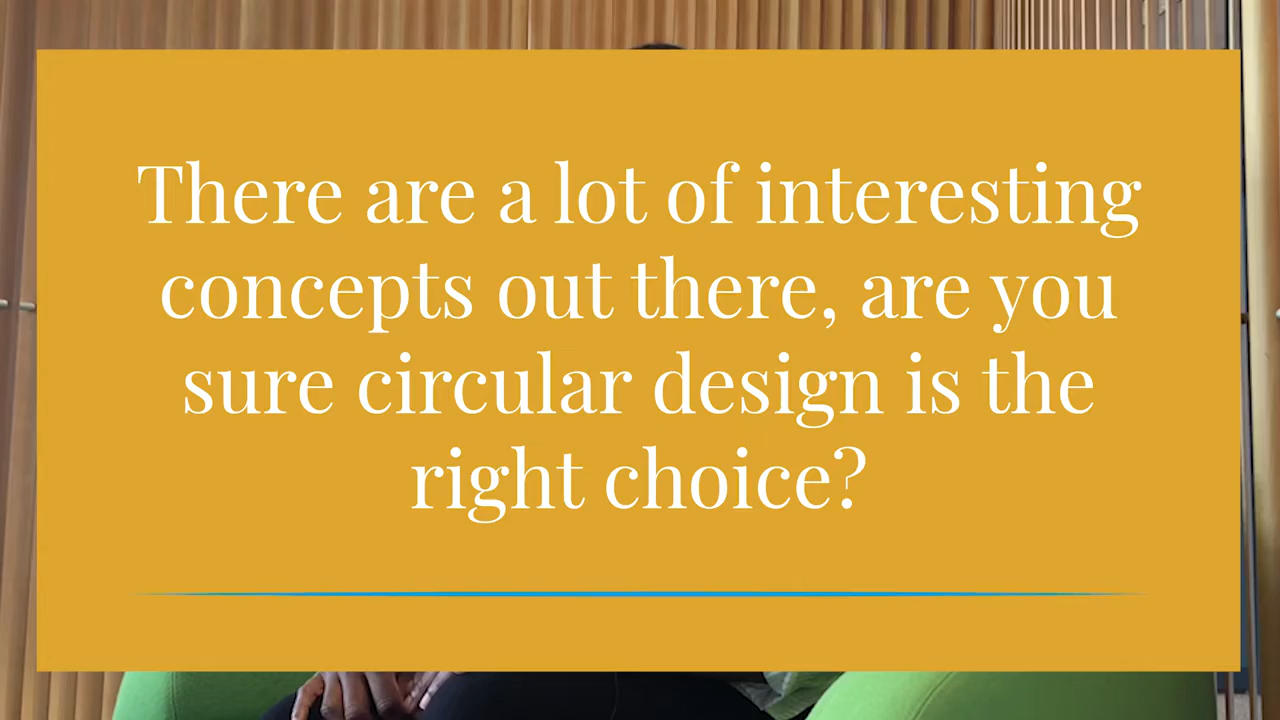 There are a lot of interesting
concepts out there, are you
sure circular design is the
right choice?